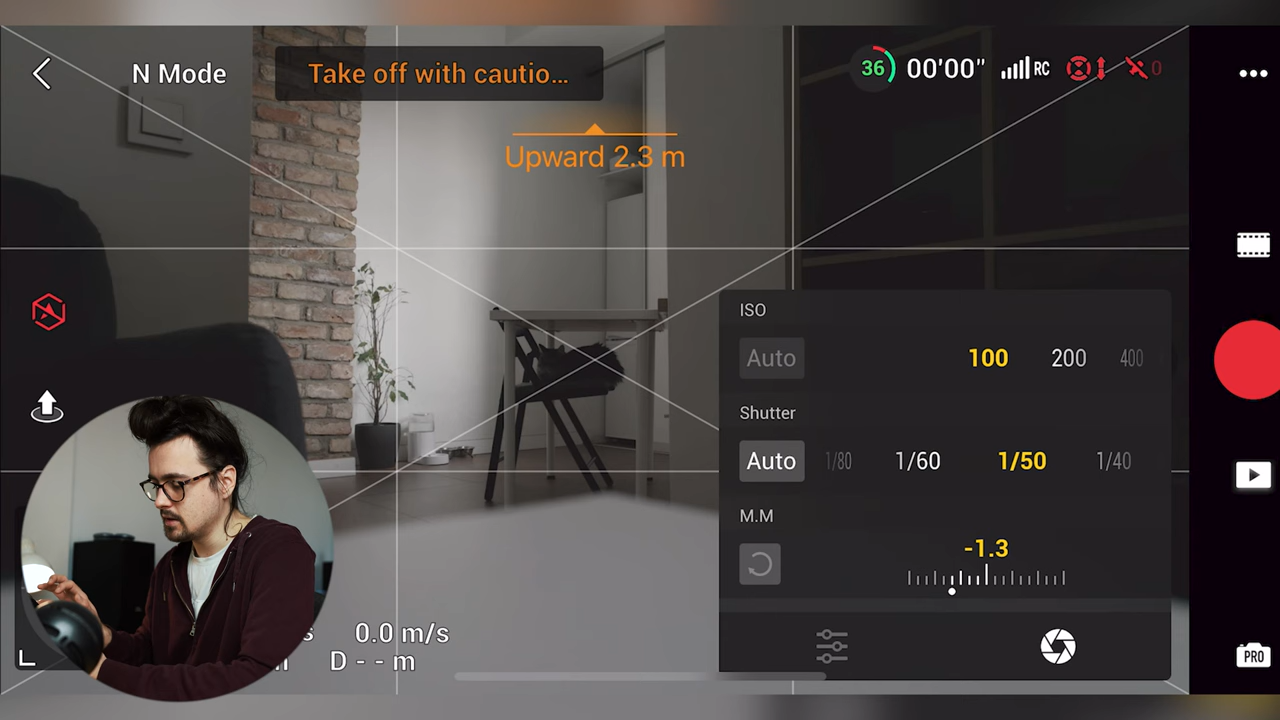 N Mode
Take off with cautio...
36
00'00"
RC
0
Upward 2.3 m
ISO
Auto 100 200 400
Shutter
Auto 1/80 1/60 1/50 1/40
M.M
-1.3
s 0.0 m/s
D - - m
PRO